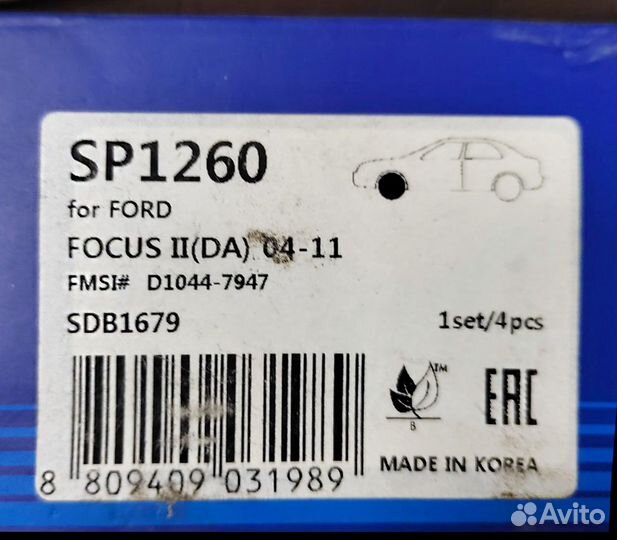 SP1260
for FORD
FOCUS II(DA) 04-11
FMSI# D1044-7947
SDB1679 1set/4pcs
TM
B
EAC
8 809409 031989
MADE IN KOREA
Avito